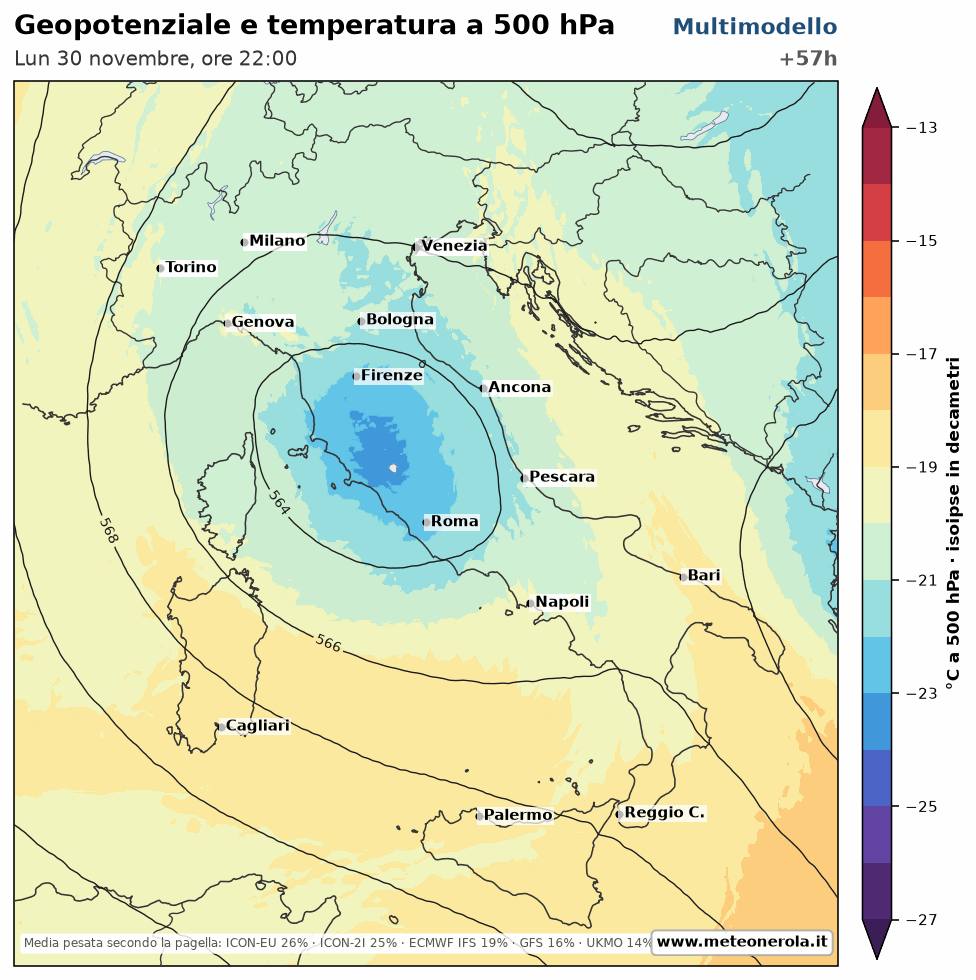 Geopotenziale e temperatura a 500 hPa
Multimodello
Lun 30 novembre, ore 22:00
+57h
Milano
Venezia
Torino
Genova
Bologna
Firenze
Ancona
Pescara
564
568
Roma
Bari
Napoli
566
Cagliari
Palermo
Reggio C.
−13
−15
−17
−19
−21
−23
−25
−27
°C a 500 hPa · isoipse in decametri
Media pesata secondo la pagella: ICON-EU 26% · ICON-2I 25% · ECMWF IFS 19% · GFS 16% · UKMO 14%
www.meteonerola.it